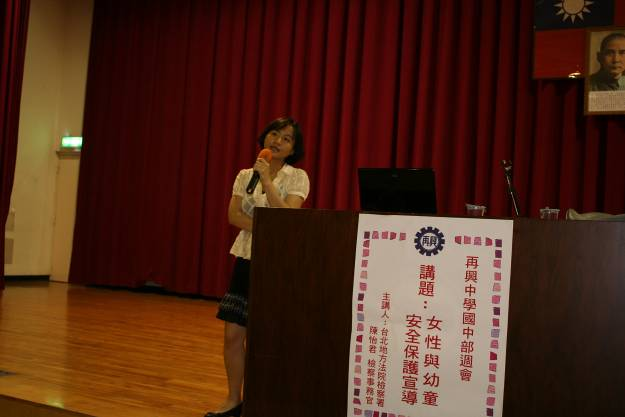 再興中學國中部週會
再興
講題：女性與幼童
安全保護宣導
主講人：台北地方法院檢察署
陳怡君 檢察事務官